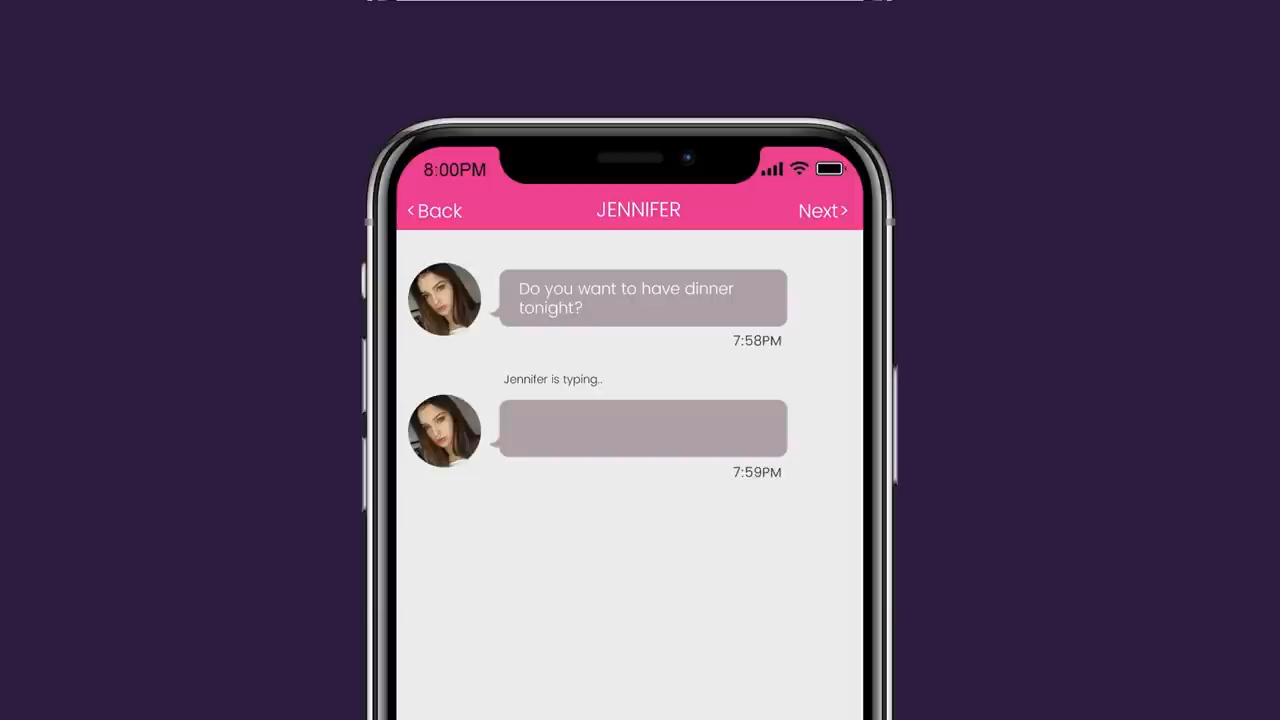 8:00PM
<Back JENNIFER Next>
Do you want to have dinner
tonight?
7:58PM
Jennifer is typing..
7:59PM